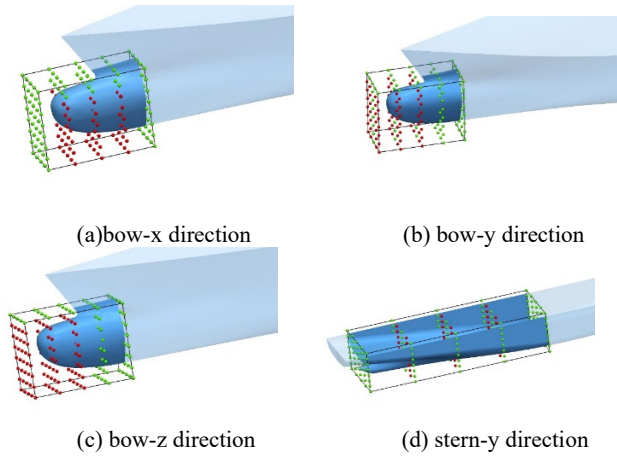 (a)bow-x direction
(b) bow-y direction
(c) bow-z direction
(d) stern-y direction